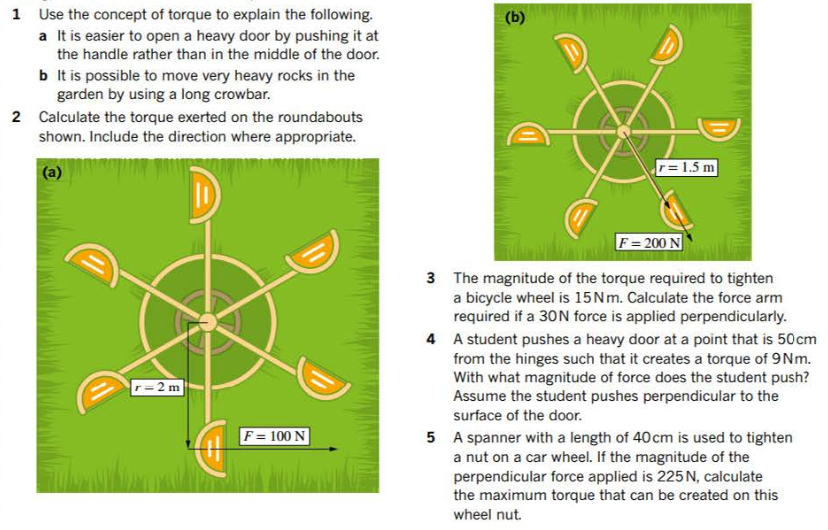 1 Use the concept of torque to explain the following.
a It is easier to open a heavy door by pushing it at
the handle rather than in the middle of the door.
b It is possible to move very heavy rocks in the
garden by using a long crowbar.
2 Calculate the torque exerted on the roundabouts
shown. Include the direction where appropriate.
(a)
r = 2 m
F = 100 N
(b)
r = 1.5 m
F = 200 N
3 The magnitude of the torque required to tighten
a bicycle wheel is 15 N m. Calculate the force arm
required if a 30 N force is applied perpendicularly.
4 A student pushes a heavy door at a point that is 50 cm
from the hinges such that it creates a torque of 9 N m.
With what magnitude of force does the student push?
Assume the student pushes perpendicular to the
surface of the door.
5 A spanner with a length of 40 cm is used to tighten
a nut on a car wheel. If the magnitude of the
perpendicular force applied is 225 N, calculate
the maximum torque that can be created on this
wheel nut.